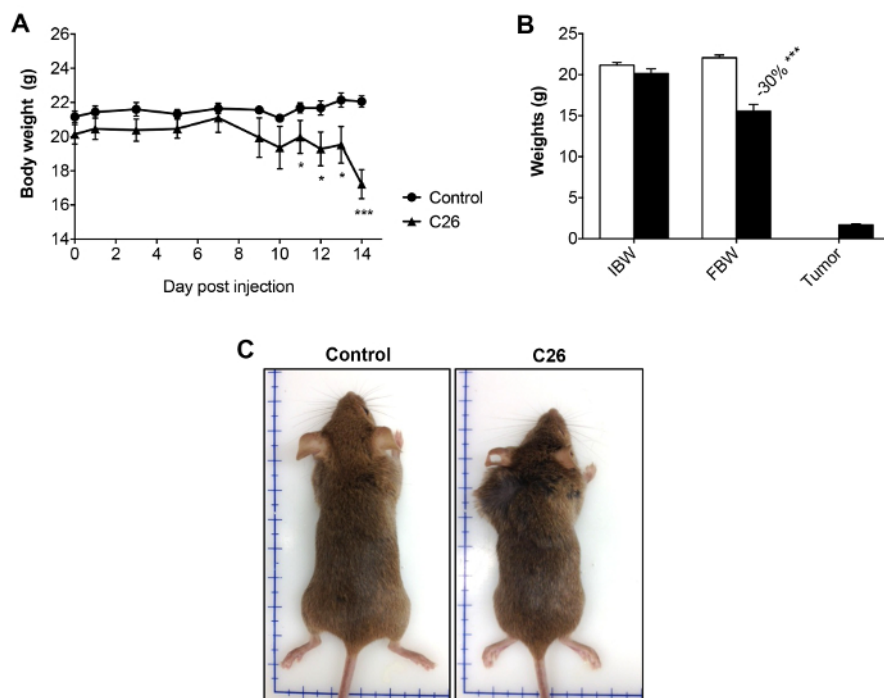 A
Body weight (g)
26
24
22
20
18
16
14
0
2
4
6
8
10
12
14
*
*
*
***
Day post injection
Control
C26
B
Weights (g)
25
20
15
10
5
0
-30% ***
IBW
FBW
Tumor
C
Control
C26